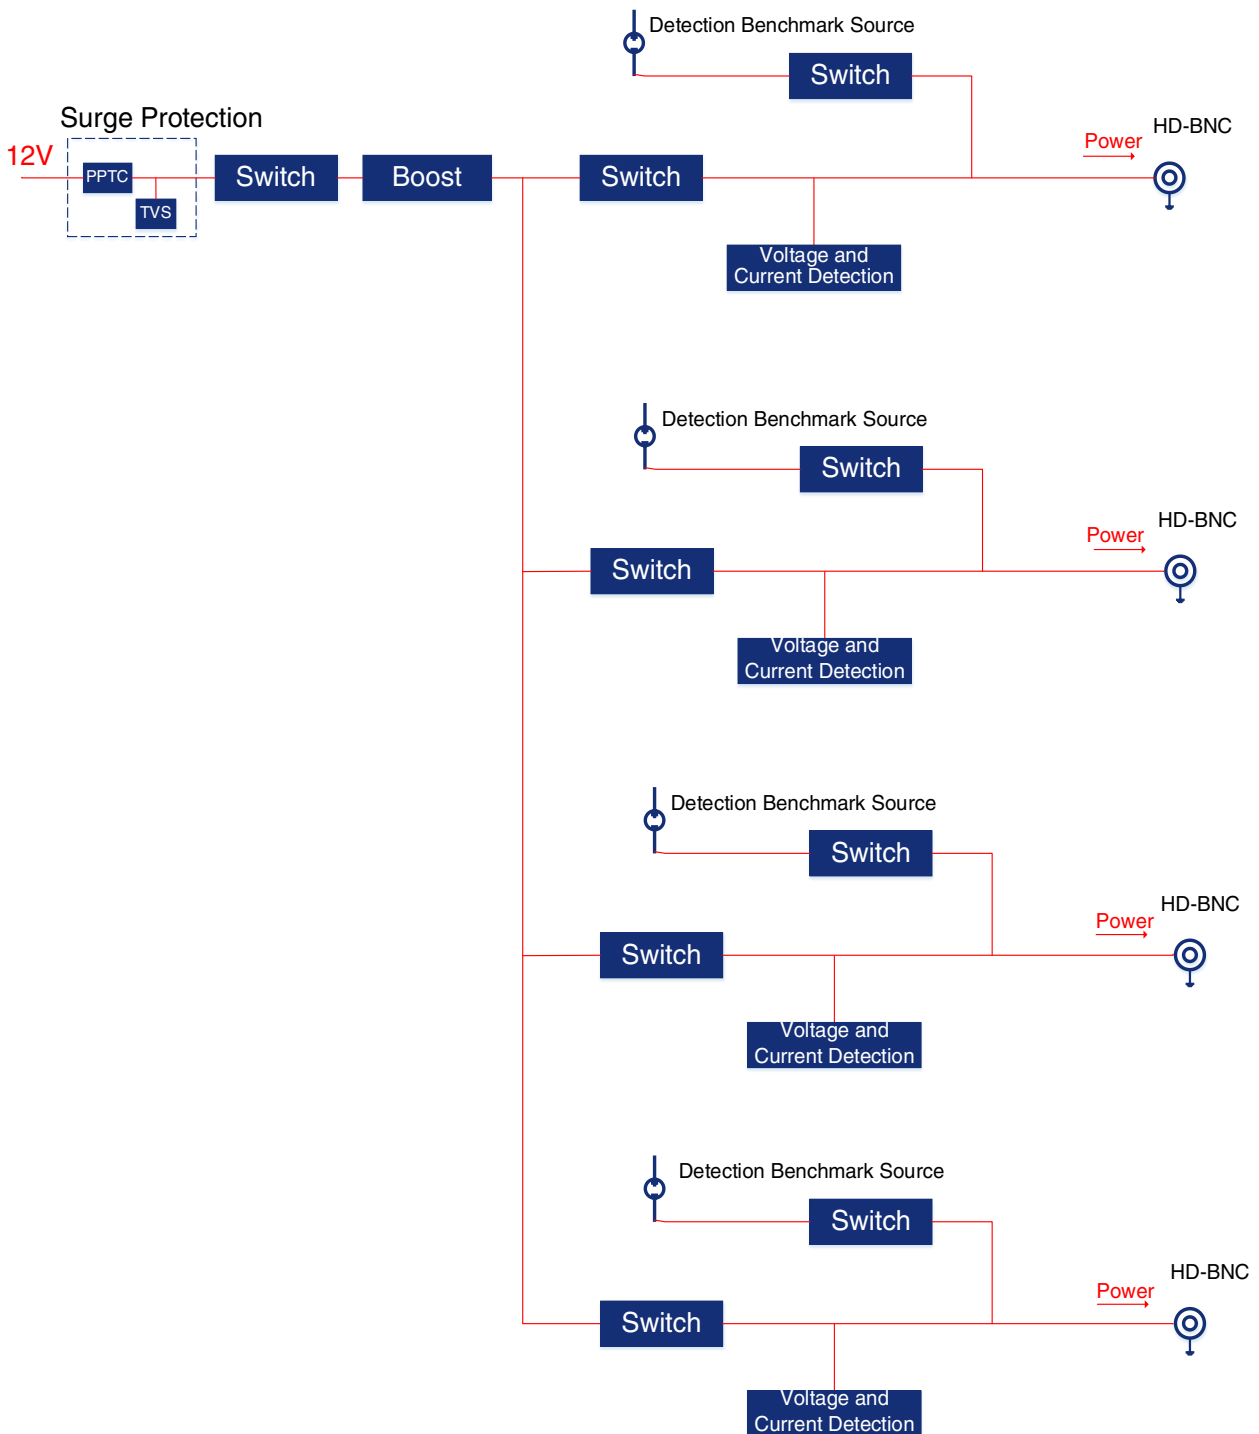 Detection Benchmark Source
Switch
Surge Protection
HD-BNC
Power
12V
PPTC
Switch
Boost
Switch
TVS
Voltage and
Current Detection
Detection Benchmark Source
Switch
HD-BNC
Power
Switch
Voltage and
Current Detection
Detection Benchmark Source
Switch
HD-BNC
Power
Switch
Voltage and
Current Detection
Detection Benchmark Source
Switch
HD-BNC
Power
Switch
Voltage and
Current Detection